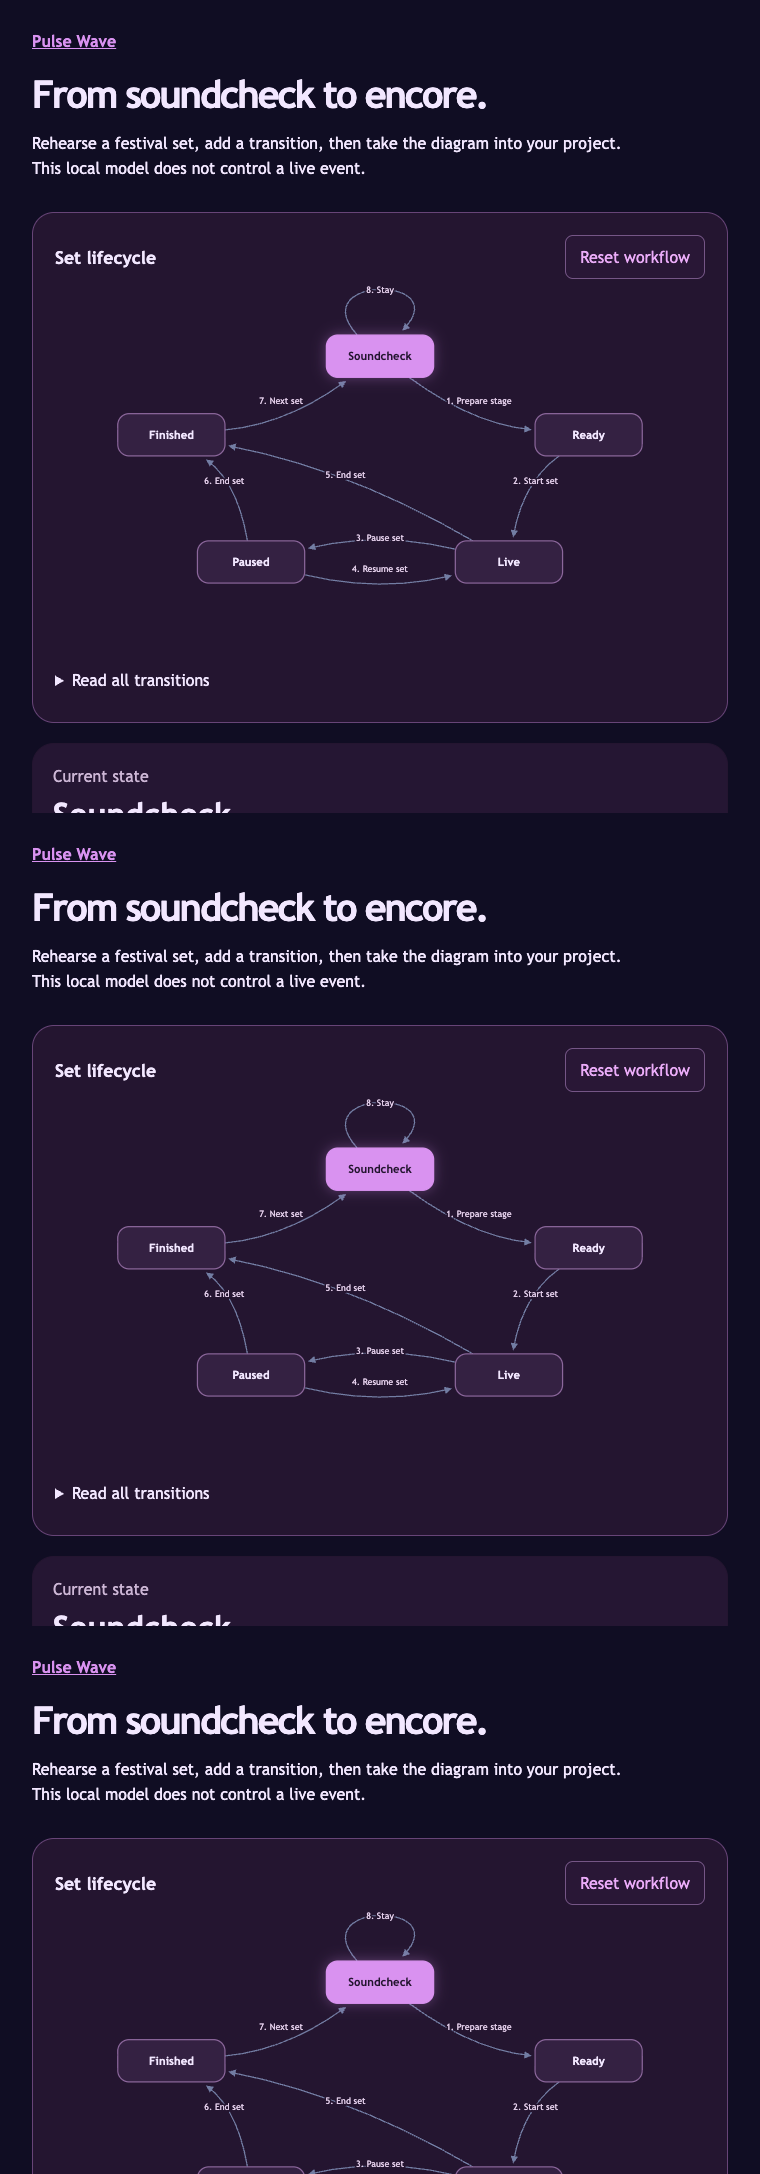 Pulse Wave
From soundcheck to encore.
Rehearse a festival set, add a transition, then take the diagram into your project.
This local model does not control a live event.
Set lifecycle
Reset workflow
8. Stay
Soundcheck
7. Next set
1. Prepare stage
Finished
Ready
5. End set
6. End set
2. Start set
3. Pause set
Paused
Live
4. Resume set
Read all transitions
Current state
Soundcheck
Pulse Wave
From soundcheck to encore.
Rehearse a festival set, add a transition, then take the diagram into your project.
This local model does not control a live event.
Set lifecycle
Reset workflow
8. Stay
Soundcheck
7. Next set
1. Prepare stage
Finished
Ready
5. End set
6. End set
2. Start set
3. Pause set
Paused
Live
4. Resume set
Read all transitions
Current state
Soundcheck
Pulse Wave
From soundcheck to encore.
Rehearse a festival set, add a transition, then take the diagram into your project.
This local model does not control a live event.
Set lifecycle
Reset workflow
8. Stay
Soundcheck
7. Next set
1. Prepare stage
Finished
Ready
5. End set
6. End set
2. Start set
3. Pause set